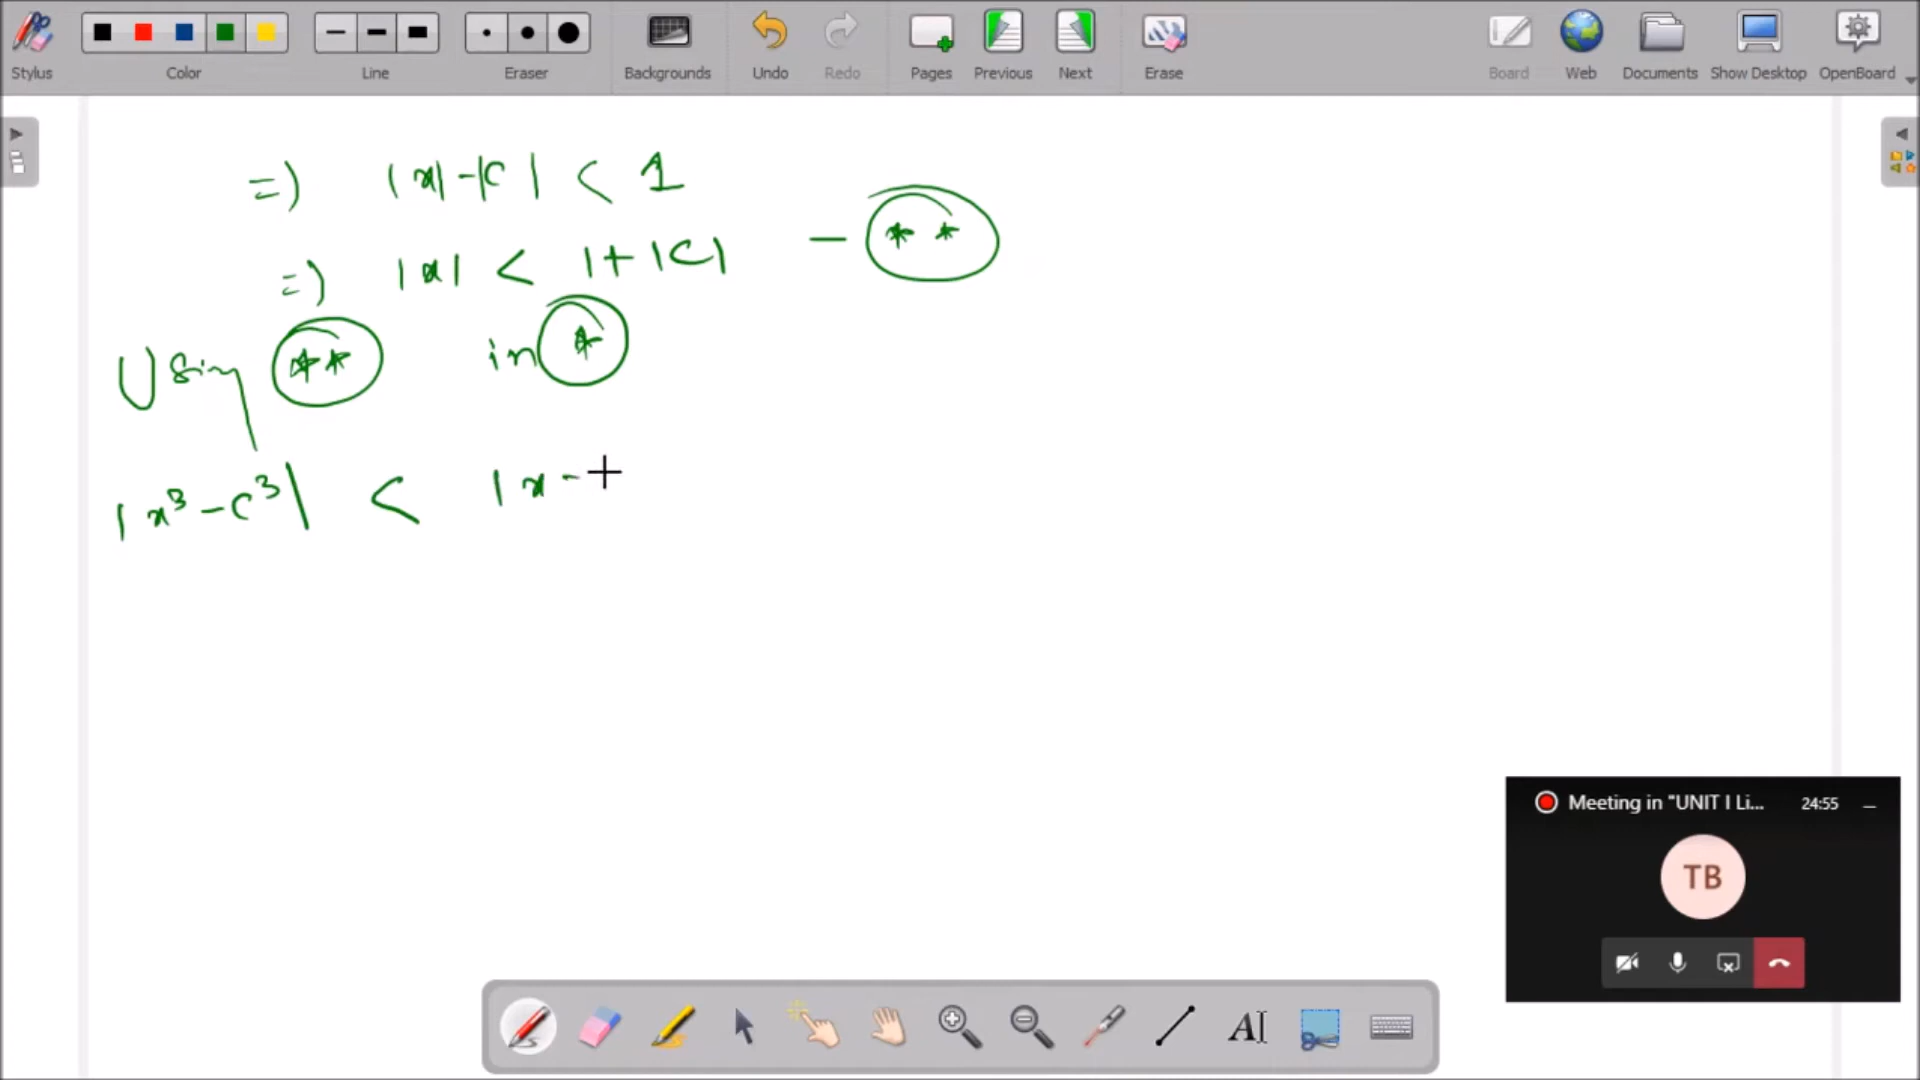 Stylus Color Line Eraser Backgrounds Undo Redo Pages Previous Next Erase Board Web Documents Show Desktop OpenBoard
=) |x| - |c| < 1
=) |x| < 1 + |c| - **
Using ** in *
|x³ - c³| < |x -
Meeting in "UNIT I Li... 24:55
TB
AI